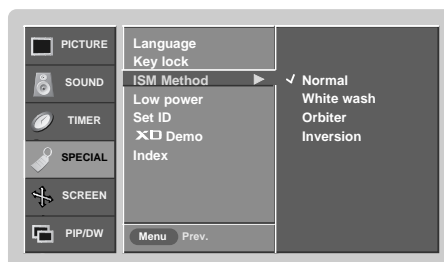 PICTURE
SOUND
TIMER
SPECIAL
SCREEN
PIP/DW
Language
Key lock
ISM Method
Low power
Set ID
XD Demo
Index
Menu Prev.
Normal
White wash
Orbiter
Inversion